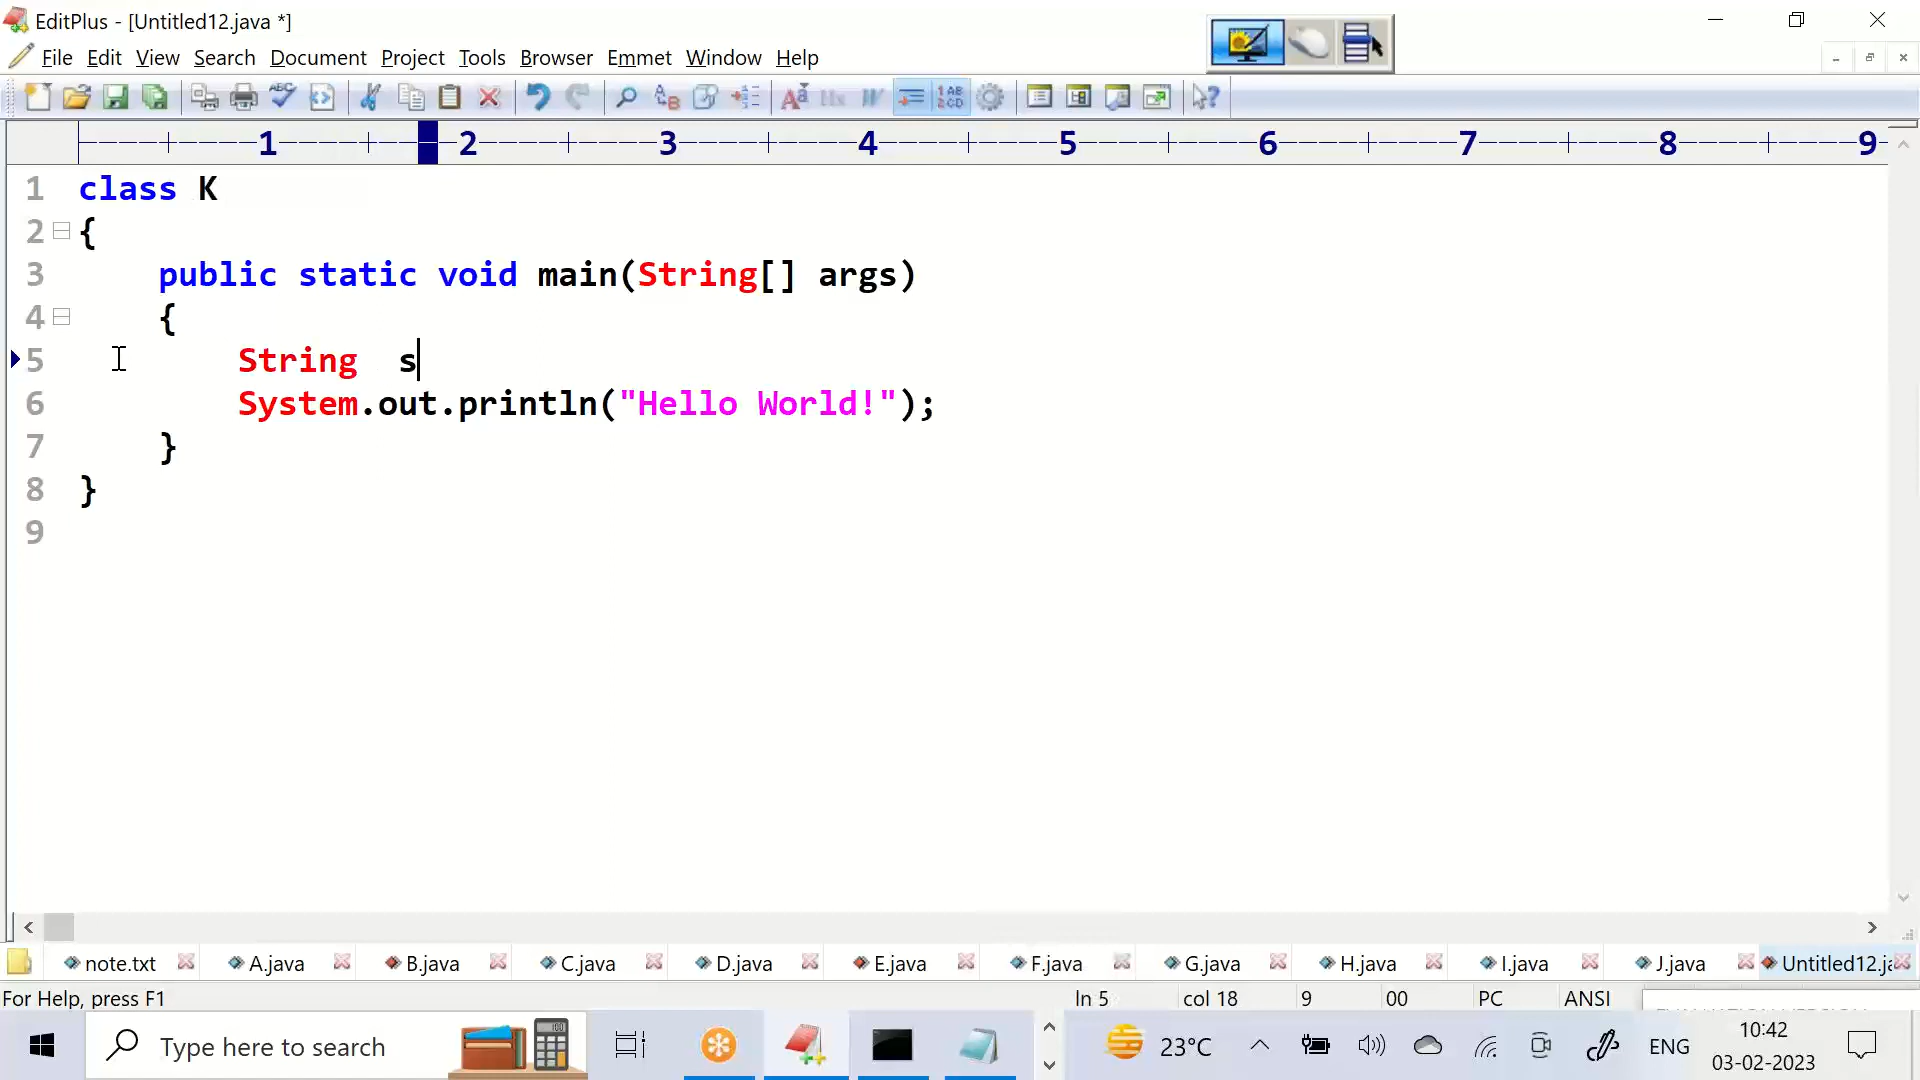 EditPlus - [Untitled12.java *]
File Edit View Search Document Project Tools Browser Emmet Window Help
1 2 3 4 5 6 7 8 9
1 class K
2 {
3 public static void main(String[] args)
4 {
5 String s
6 System.out.println("Hello World!");
7 }
8 }
9
note.txt A.java B.java C.java D.java E.java F.java G.java H.java I.java J.java Untitled12.ja
For Help, press F1 ln 5 col 18 9 00 PC ANSI
Type here to search 23°C ENG 10:42
03-02-2023